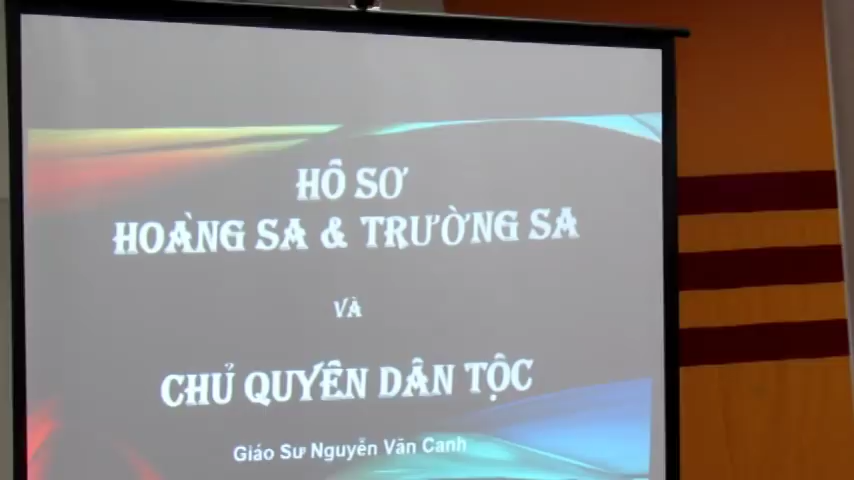 HỒ SƠ
HOÀNG SA & TRƯỜNG SA
VÀ
CHỦ QUYỀN DÂN TỘC
Giáo Sư Nguyễn Văn Canh